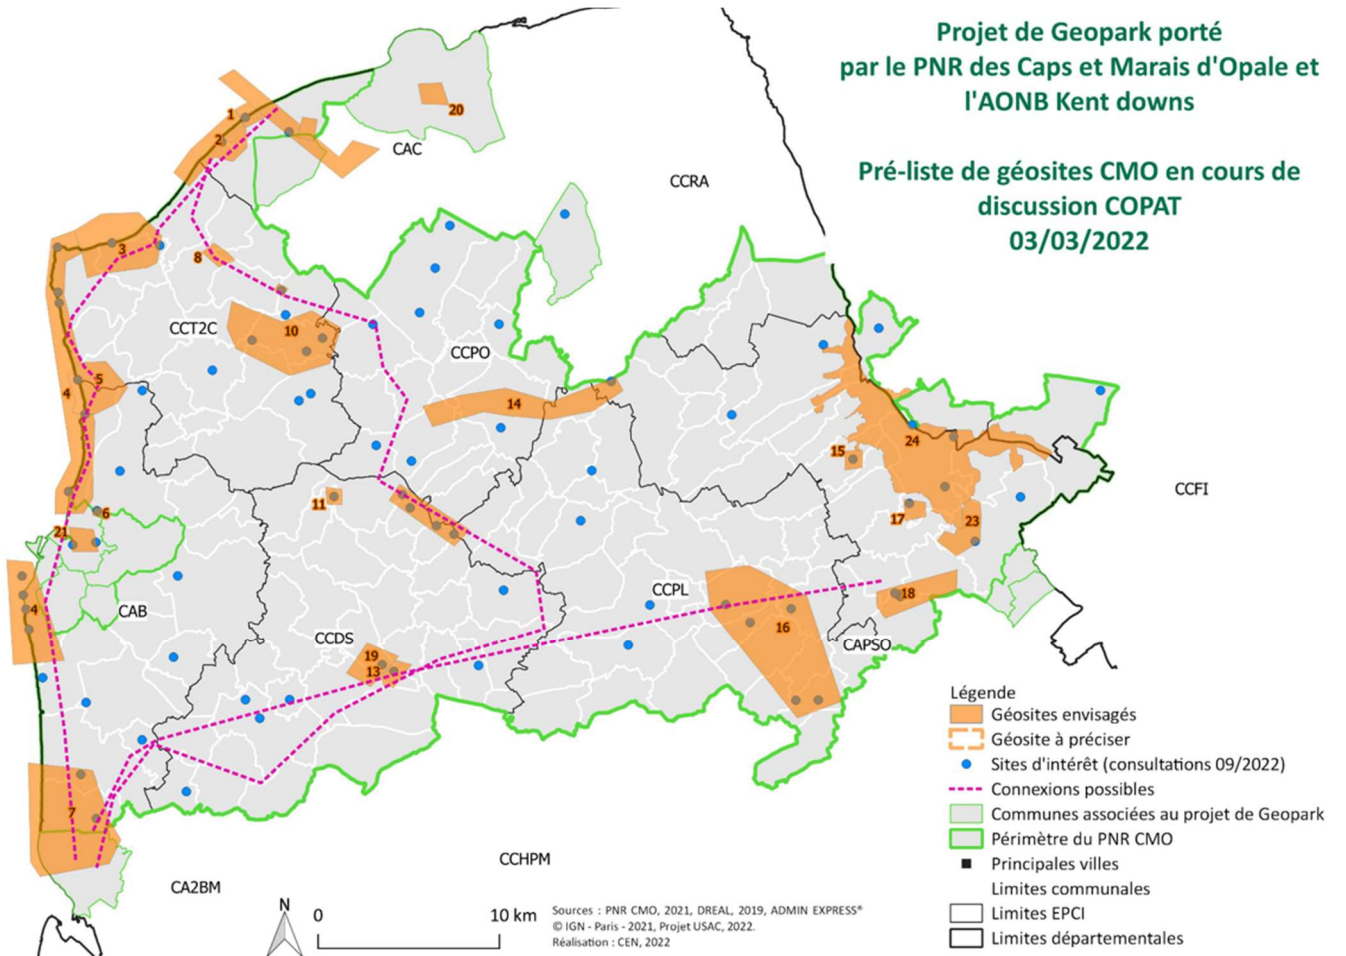 Projet de Geopark porté
par le PNR des Caps et Marais d'Opale et
l'AONB Kent downs
Pré-liste de géosites CMO en cours de
discussion COPAT
03/03/2022
1
2
20
CAC
CCRA
3
8
CCT2C
10
CCPO
5
4
14
24
15
CCFI
11
6
17
23
21
CCPL
18
4
CAB
16
CCDS
CAPSO
19
13
7
CCHPM
CA2BM
Légende
Géosites envisagés
Géosite à préciser
Sites d'intérêt (consultations 09/2022)
Connexions possibles
Communes associées au projet de Geopark
Périmètre du PNR CMO
Principales villes
Limites communales
Limites EPCI
Limites départementales
N
0 10 km
Sources : PNR CMO, 2021, DREAL, 2019, ADMIN EXPRESS®
© IGN - Paris - 2021, Projet USAC, 2022.
Réalisation : CEN, 2022